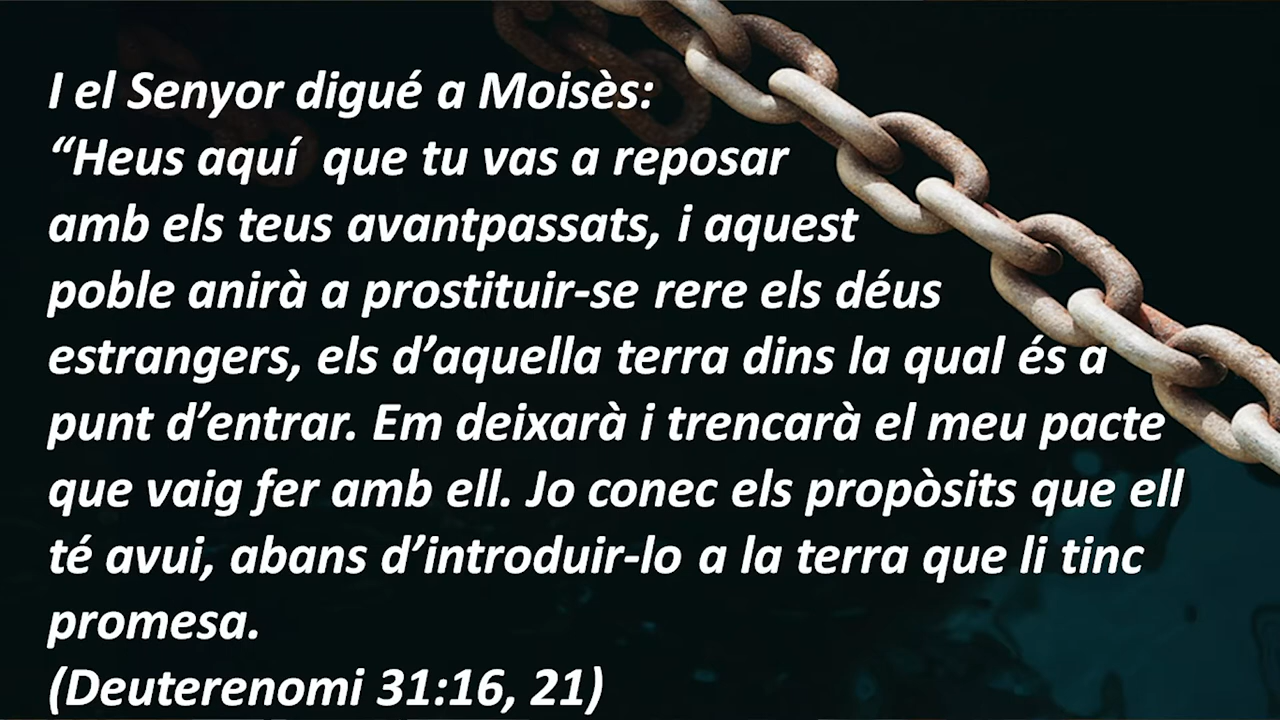 I el Senyor digué a Moisès:
“Heus aquí  que tu vas a reposar
amb els teus avantpassats, i aquest
poble anirà a prostituir-se rere els déus
estrangers, els d’aquella terra dins la qual és a
punt d’entrar. Em deixarà i trencarà el meu pacte
que vaig fer amb ell. Jo conec els propòsits que ell
té avui, abans d’introduir-lo a la terra que li tinc
promesa.
(Deuterenomi 31:16, 21)